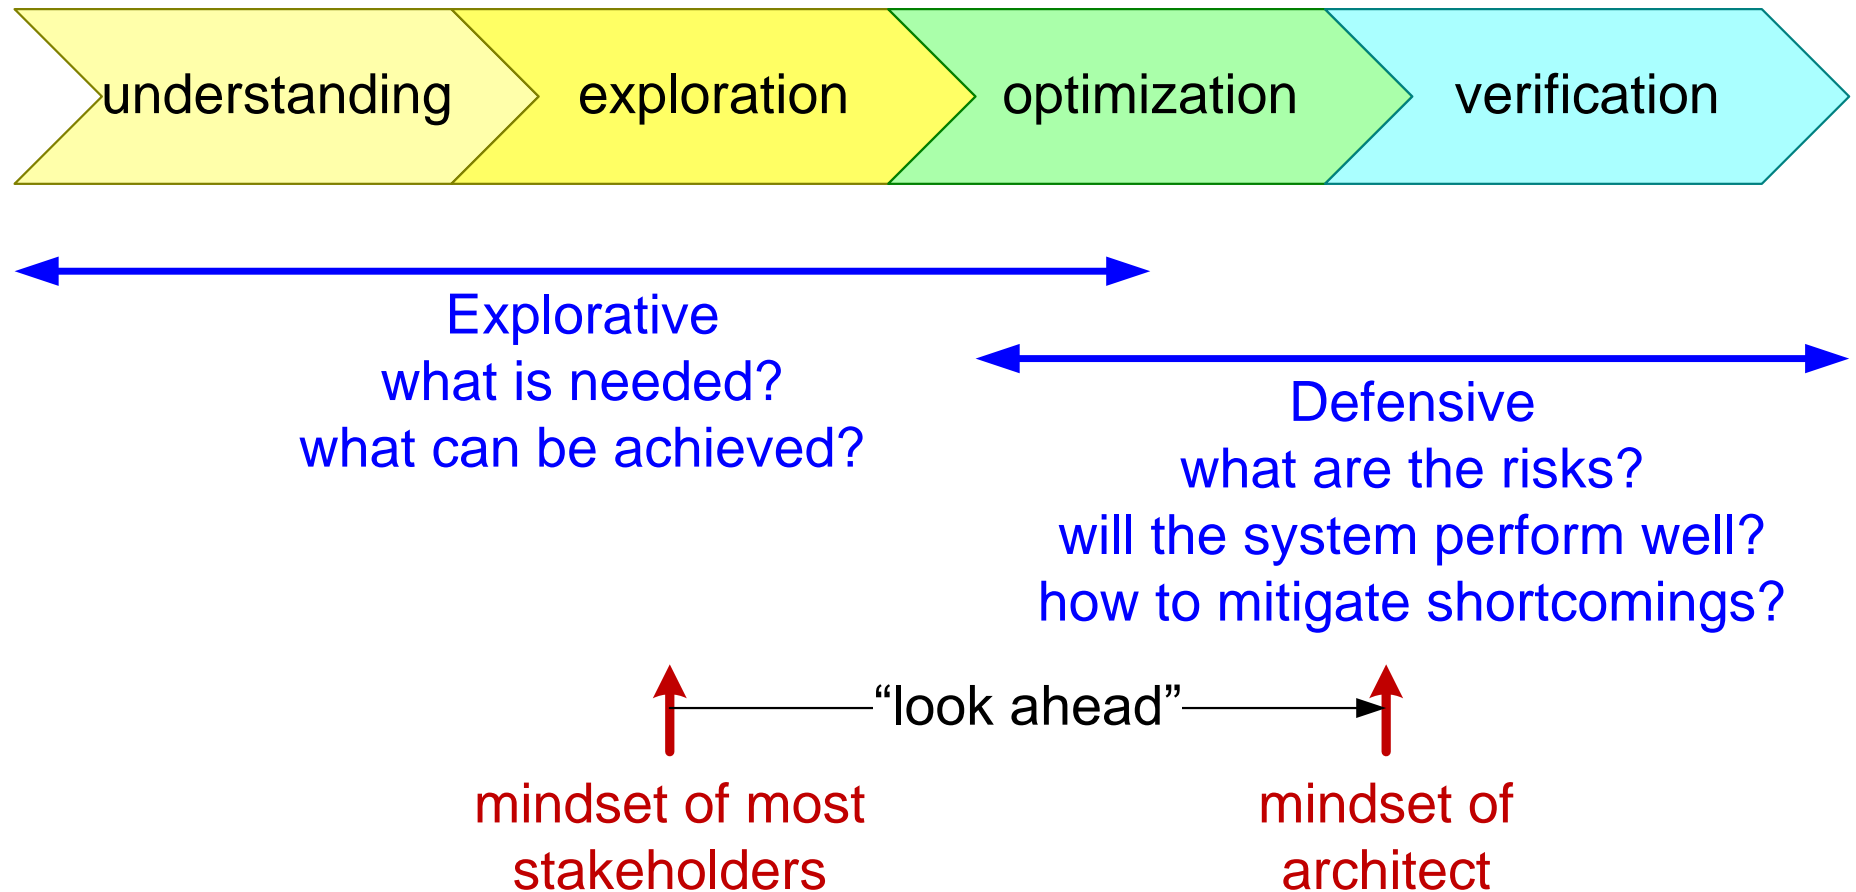 understanding
exploration
optimization
verification
Explorative
what is needed?
what can be achieved?
Defensive
what are the risks?
will the system perform well?
how to mitigate shortcomings?
“look ahead”
mindset of most
stakeholders
mindset of
architect